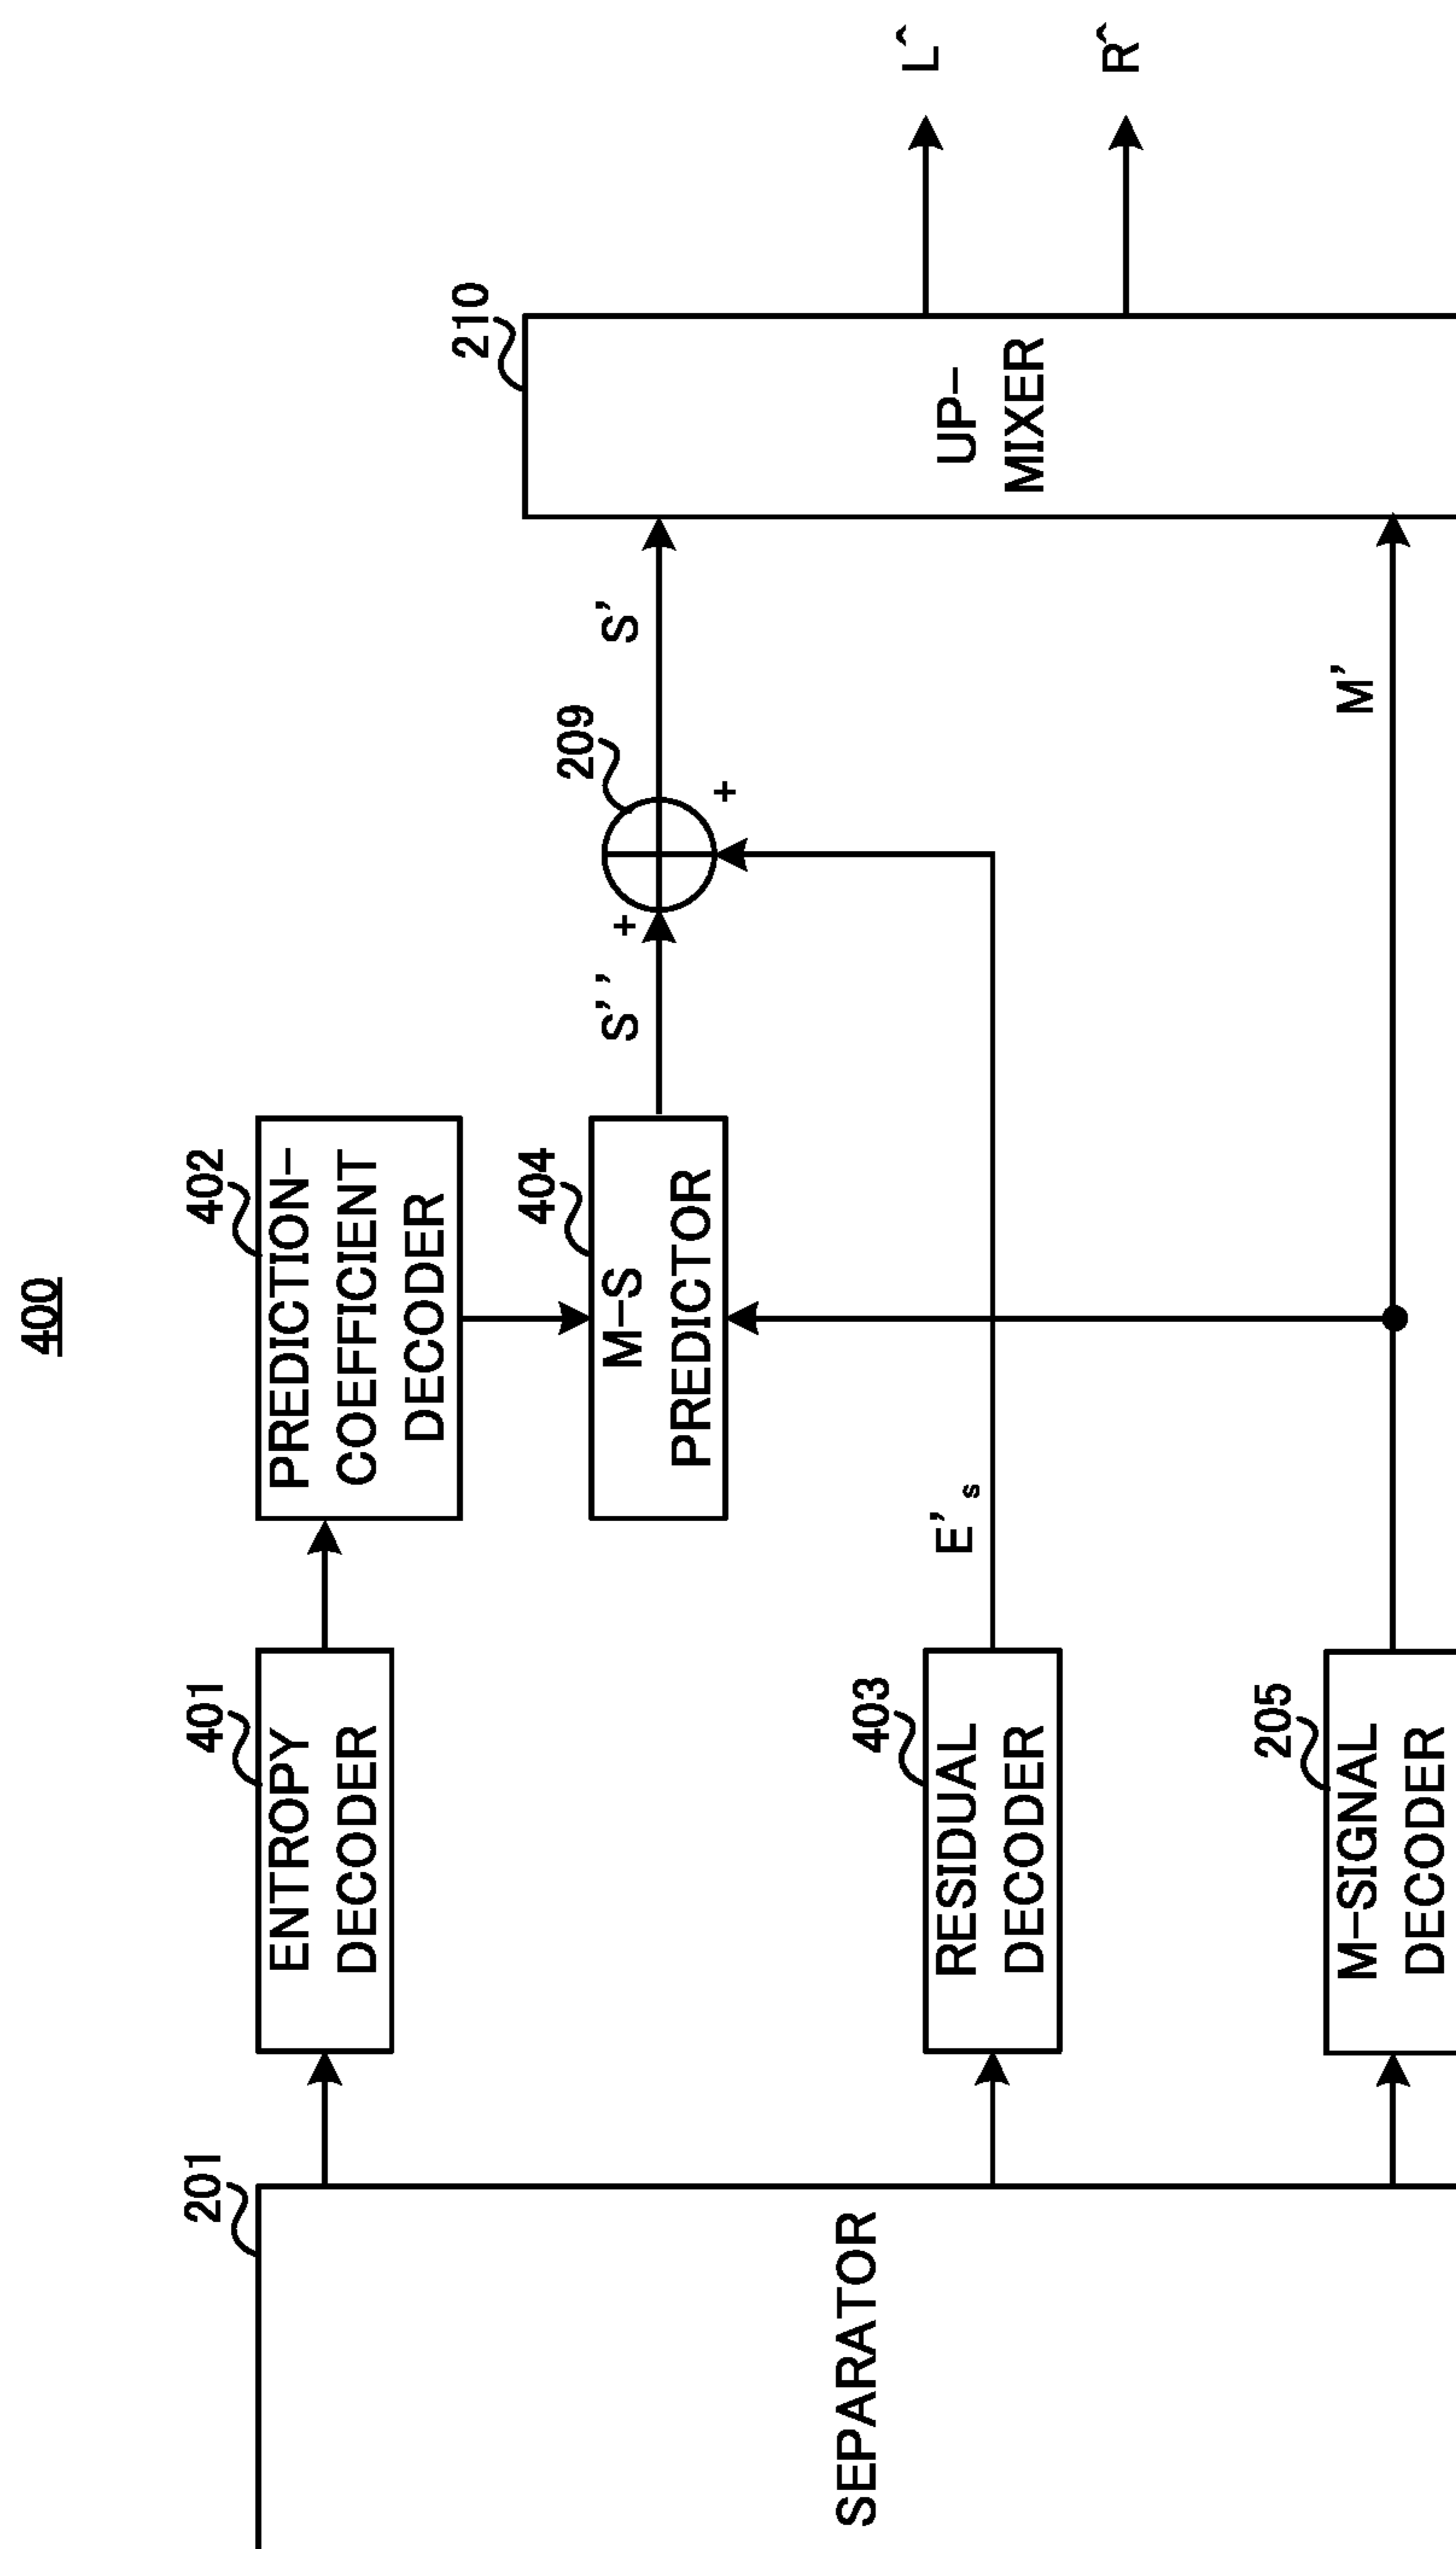 400
201
SEPARATOR
401
ENTROPY
DECODER
402
PREDICTION-
COEFFICIENT
DECODER
404
M-S
PREDICTOR
403
RESIDUAL
DECODER
E's
205
M-SIGNAL
DECODER
S''
+
+
209
S'
M'
210
UP-
MIXER
L^
R^